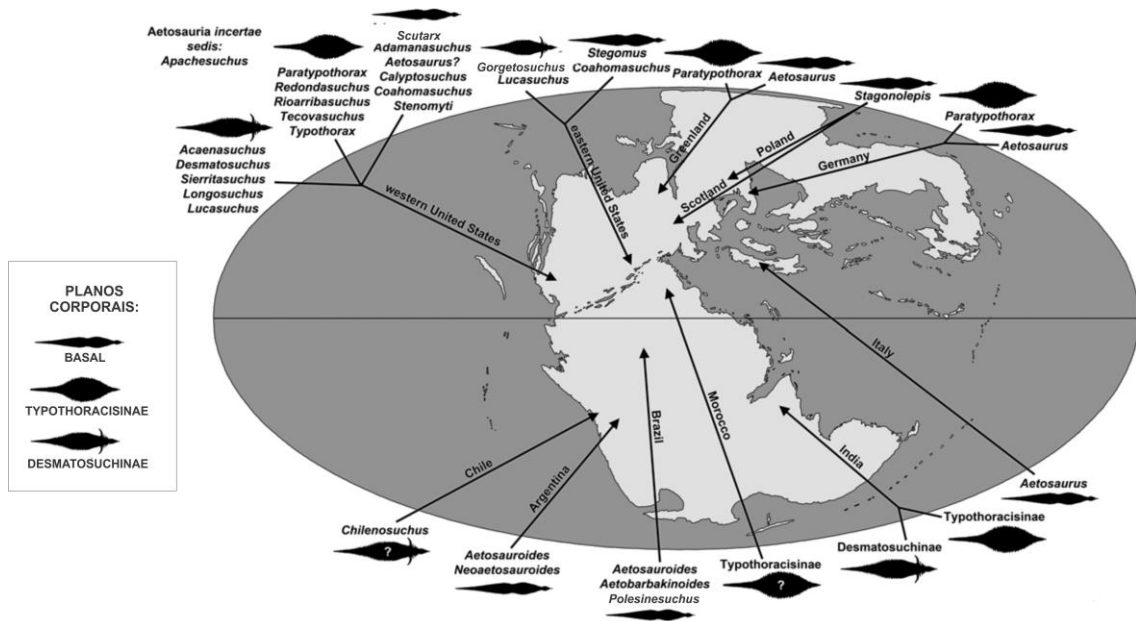 Aetosauria incertae
sedis:
Apachesuchus
Paratypothorax
Redondasuchus
Rioarribasuchus
Tecovasuchus
Typothorax
Scutarx
Adamanasuchus
Aetosaurus?
Calyptosuchus
Coahomasuchus
Stenomyti
Acaenasuchus
Desmatosuchus
Sierritasuchus
Longosuchus
Lucasuchus
western United States
Gorgetosuchus
Lucasuchus
Stegomus
Coahomasuchus
eastern United States
Paratypothorax
Aetosaurus
Greenland
Stagonolepis
Poland
Scotland
Paratypothorax
Aetosaurus
Germany
PLANOS
CORPORAIS:
BASAL
TYPOTHORACISINAE
DESMATOSUCHINAE
Italy
Aetosaurus
Chile
Chilenosuchus
?
Argentina
Aetosauroides
Neoaetosauroides
Brazil
Aetosauroides
Aetobarbakinoides
Polesinesuchus
Morocco
Typothoracisinae
?
India
Typothoracisinae
Desmatosuchinae